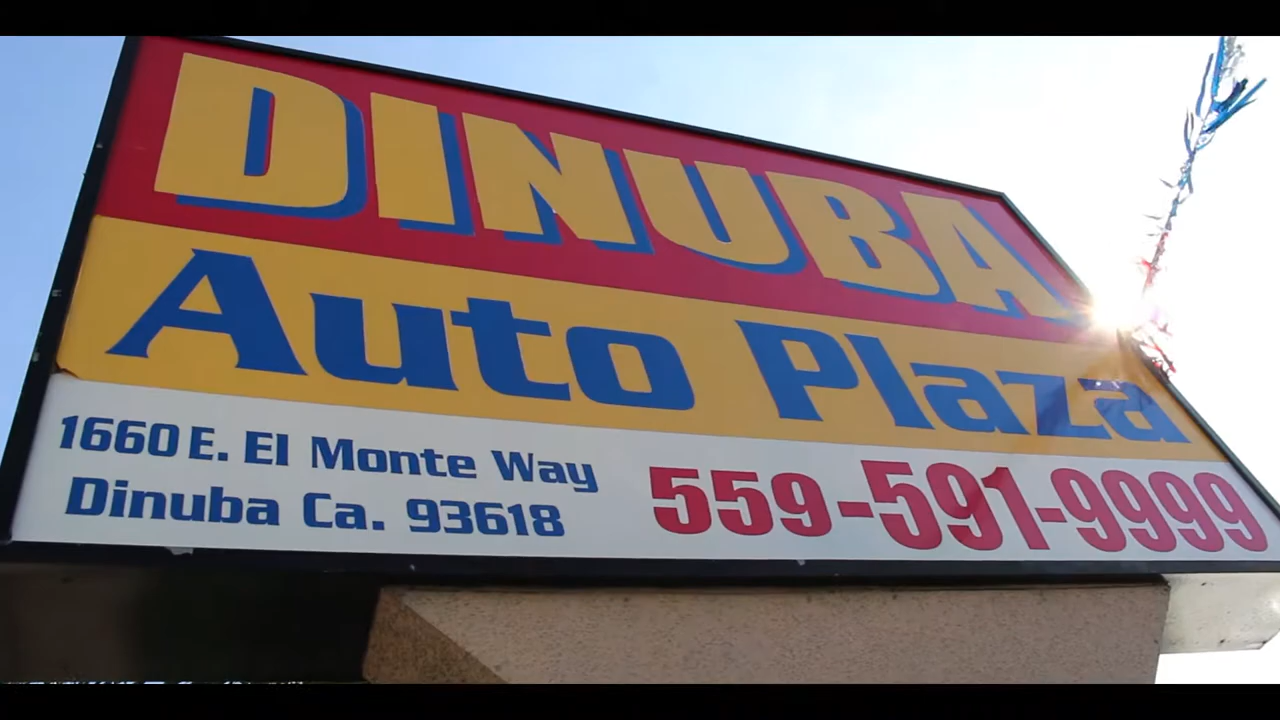 DINUBA
Auto Plaza
1660 E. El Monte Way
Dinuba Ca. 93618
559-591-9999